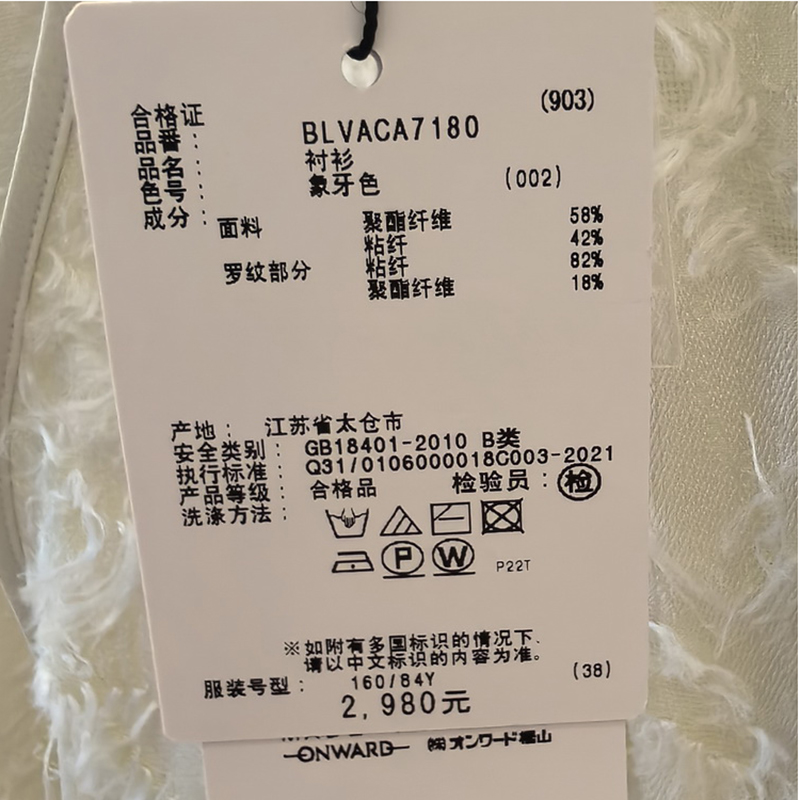 (903)
合格证
品番： BLVACA7180
品名： 衬衫
色号： 象牙色 (002)
成分： 面料 聚酯纤维 58%
粘纤 42%
罗纹部分 粘纤 82%
聚酯纤维 18%
产地： 江苏省太仓市
安全类别： GB18401-2010 B类
执行标准： Q31/0106000018C003-2021
产品等级： 合格品 检验员：検
洗涤方法：
P W P22T
※如附有多国标识的情况下.
请以中文标识的内容为准。
服装号型： 160/84Y (38)
2,980元
ONWARD ㈱オンワード樫山